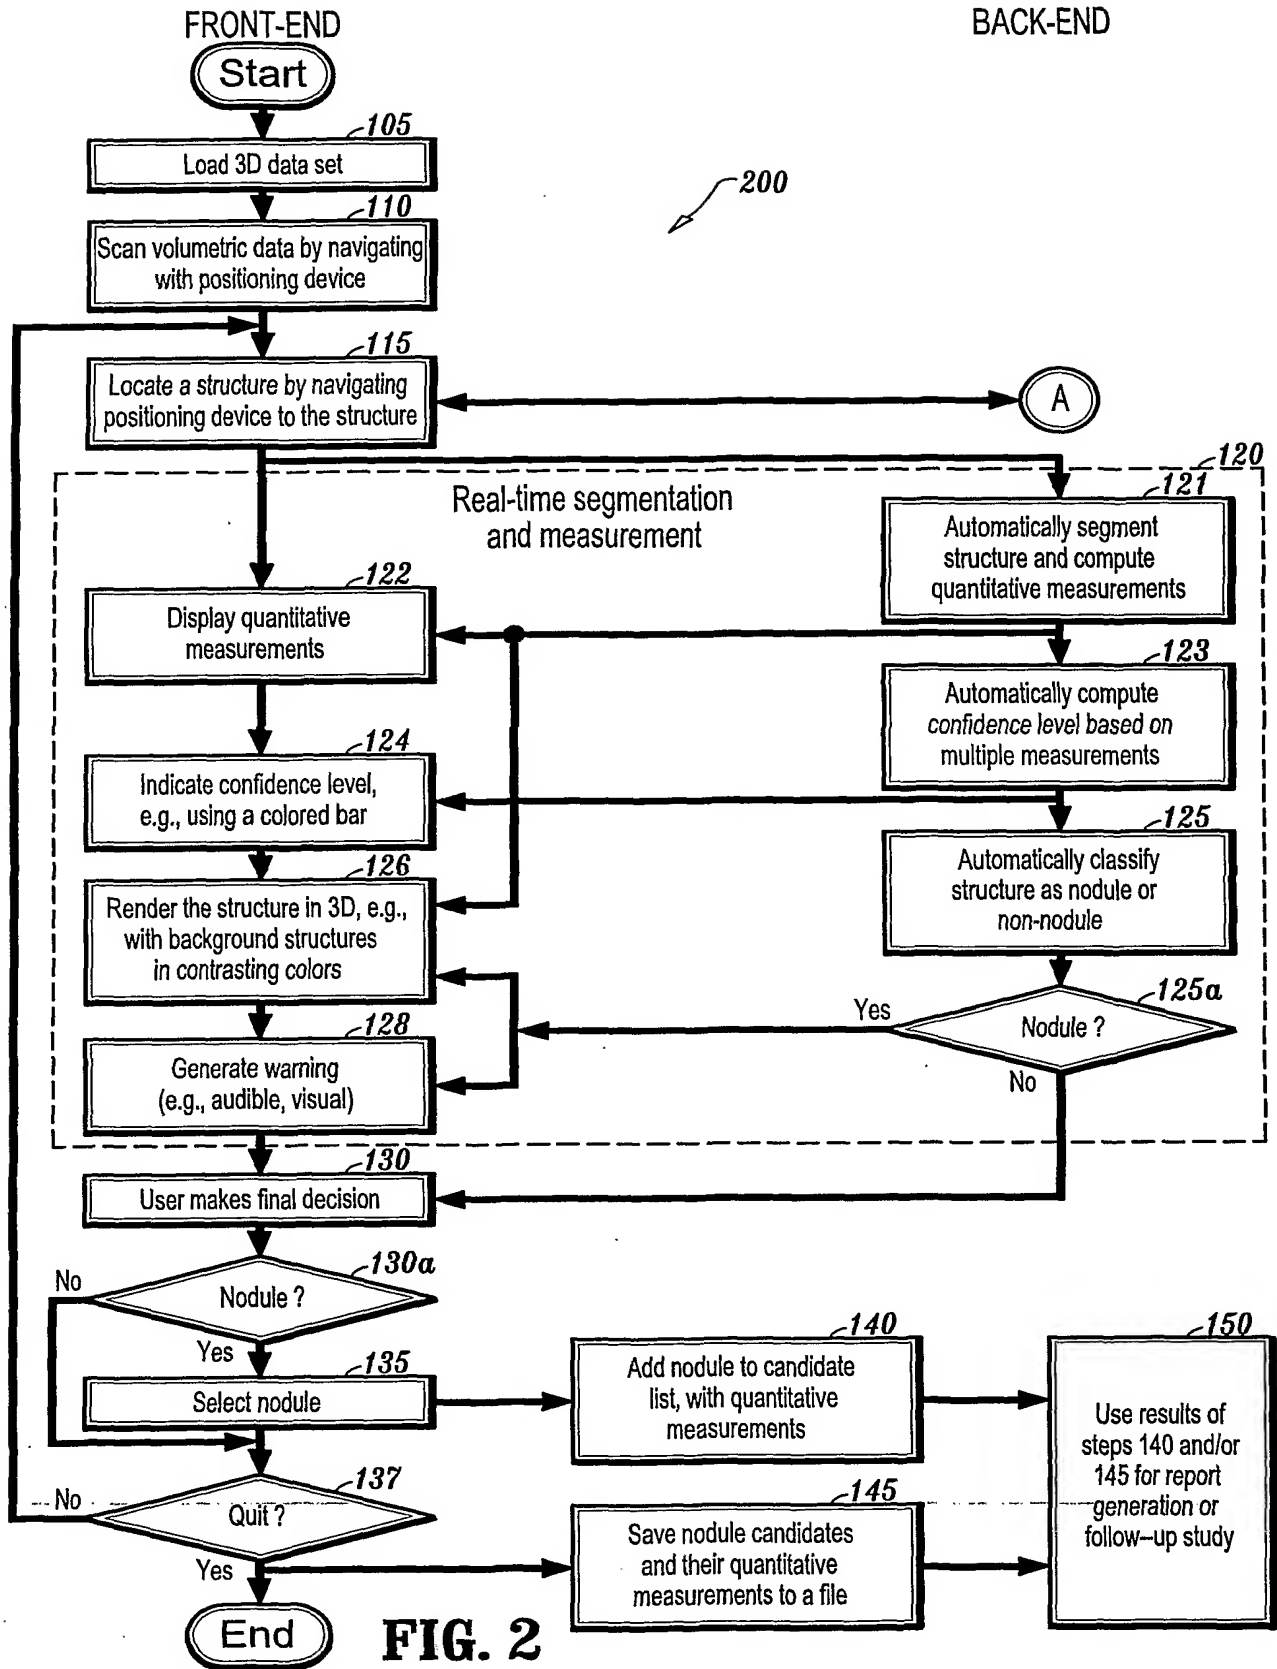 FRONT-END
BACK-END
Start
105
Load 3D data set
200
110
Scan volumetric data by navigating
with positioning device
115
Locate a structure by navigating
positioning device to the structure
A
120
Real-time segmentation
and measurement
121
Automatically segment
structure and compute
quantitative measurements
122
Display quantitative
measurements
123
Automatically compute
confidence level based on
multiple measurements
124
Indicate confidence level,
e.g., using a colored bar
125
Automatically classify
structure as nodule or
non-nodule
126
Render the structure in 3D, e.g.,
with background structures
in contrasting colors
125a
Yes
Nodule ?
No
128
Generate warning
(e.g., audible, visual)
130
User makes final decision
130a
No
Nodule ?
Yes
135
Select nodule
140
Add nodule to candidate
list, with quantitative
measurements
150
Use results of
steps 140 and/or
145 for report
generation or
follow–up study
137
No
Quit ?
Yes
145
Save nodule candidates
and their quantitative
measurements to a file
End
FIG. 2